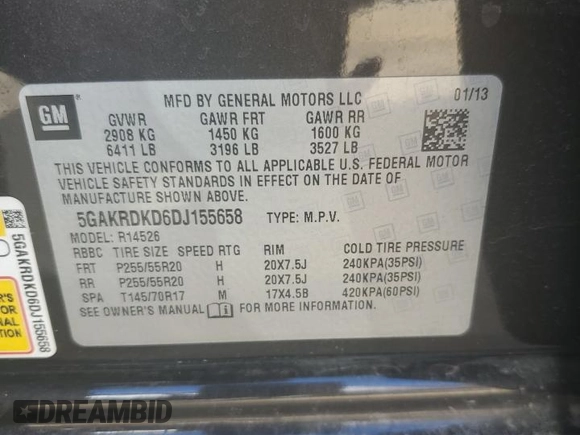 GM
MFD BY GENERAL MOTORS LLC 01/13
GVWR GAWR FRT GAWR RR
2908 KG 1450 KG 1600 KG
6411 LB 3196 LB 3527 LB
THIS VEHICLE CONFORMS TO ALL APPLICABLE U.S. FEDERAL MOTOR
VEHICLE SAFETY STANDARDS IN EFFECT ON THE DATE OF
MANUFACTURE SHOWN ABOVE.
5GAKRDKD6DJ155658 TYPE: M.P.V.
MODEL: R14526
RBBC TIRE SIZE SPEED RTG RIM COLD TIRE PRESSURE
FRT P255/55R20 H 20X7.5J 240KPA(35PSI)
RR P255/55R20 H 20X7.5J 240KPA(35PSI)
SPA T145/70R17 M 17X4.5B 420KPA(60PSI)
SEE OWNER'S MANUAL FOR MORE INFORMATION.
5GAKRDKD6DJ155658
DREAMBID